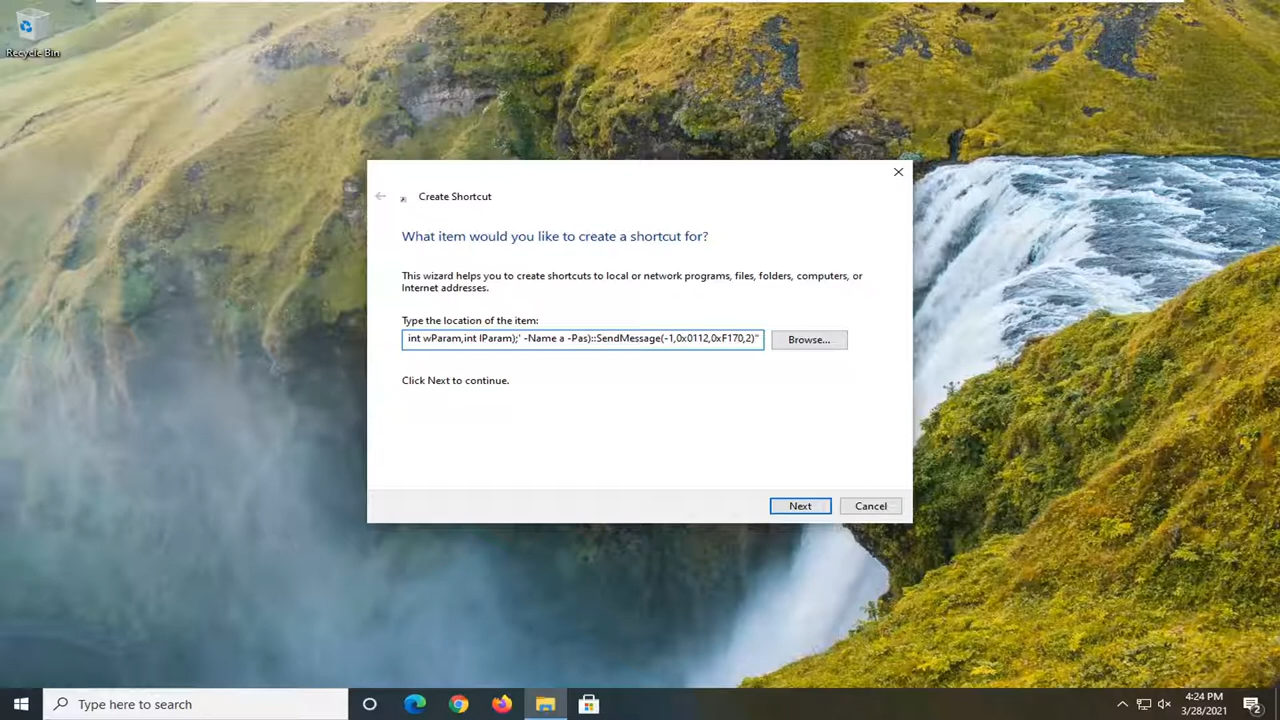 Recycle Bin
Create Shortcut
What item would you like to create a shortcut for?
This wizard helps you to create shortcuts to local or network programs, files, folders, computers, or
Internet addresses.
Type the location of the item:
int wParam,int lParam);' -Name a -Pas)::SendMessage(-1,0x0112,0xF170,2)"
Browse...
Click Next to continue.
Next
Cancel
Type here to search
4:24 PM
3/28/2021
2